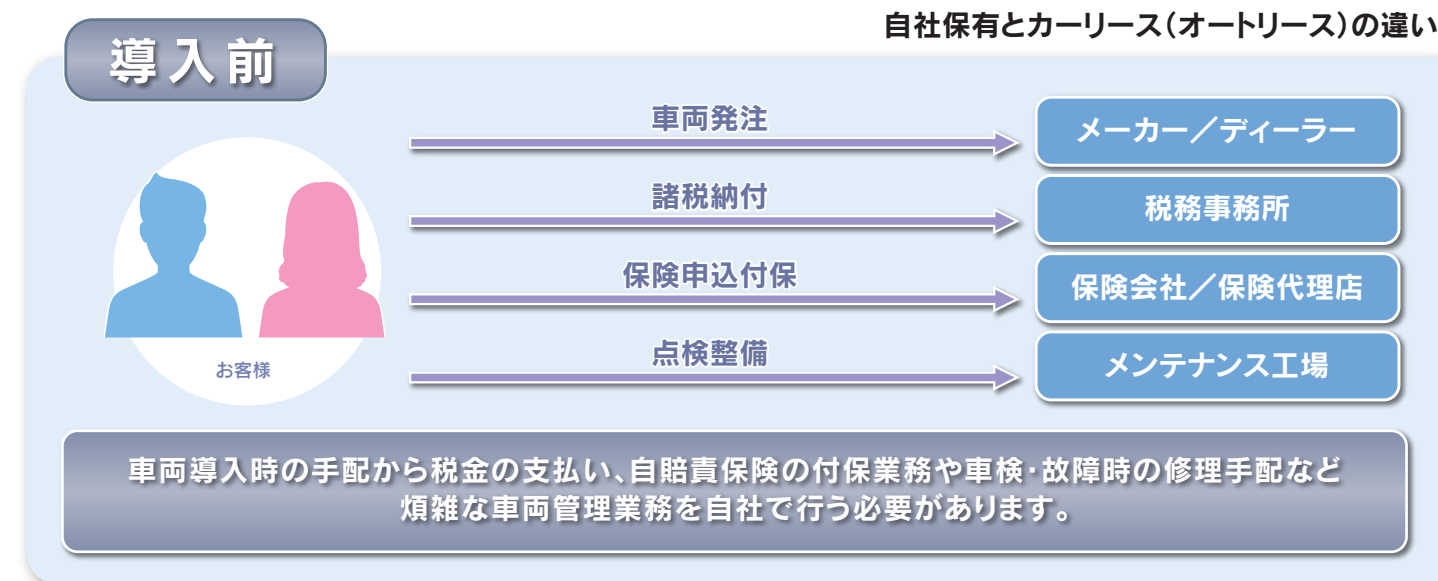 自社保有とカーリース(オートリース)の違い
導入前
車両発注
メーカー／ディーラー
諸税納付
税務事務所
保険申込付保
保険会社／保険代理店
点検整備
メンテナンス工場
お客様
車両導入時の手配から税金の支払い、自賠責保険の付保業務や車検・故障時の修理手配など
煩雑な車両管理業務を自社で行う必要があります。